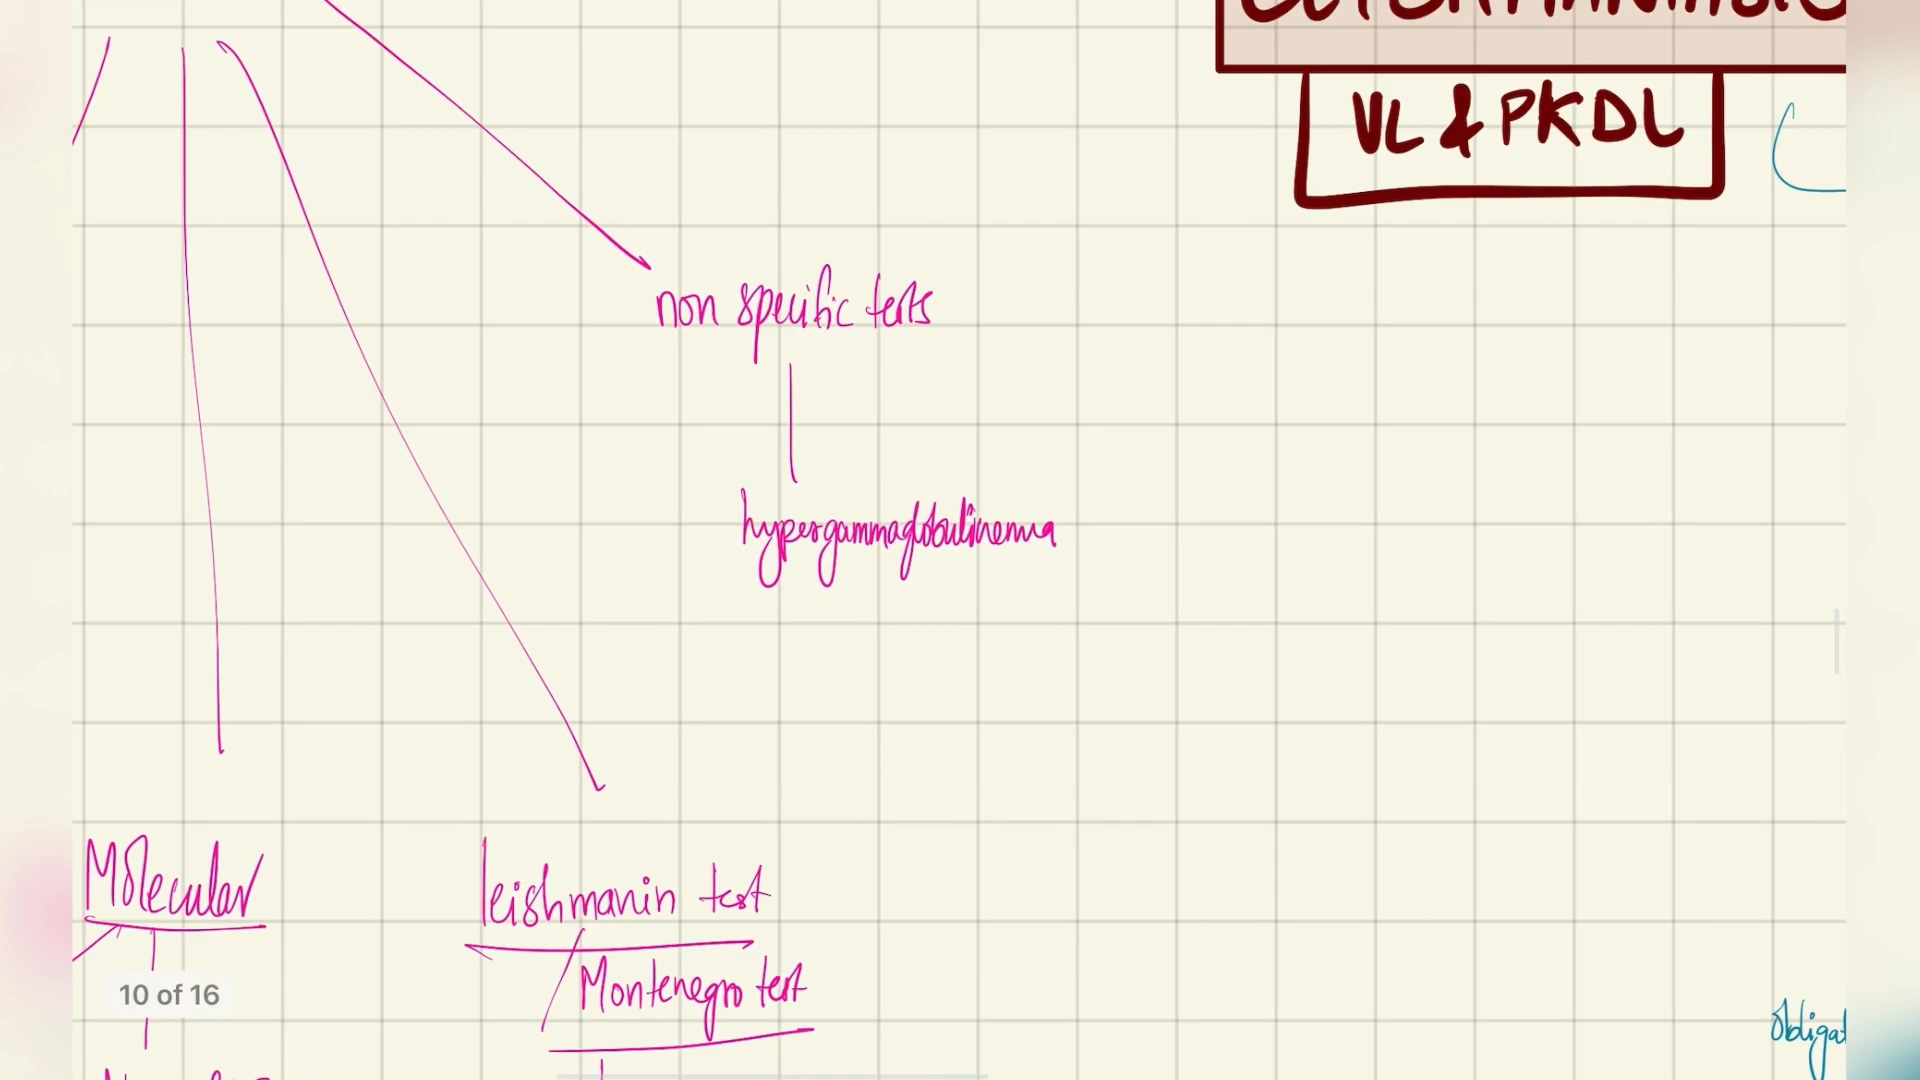 VL & PKDL
non specific tests
hypergammaglobulinemia
Molecular
leishmanin test
/ Montenegro test
10 of 16